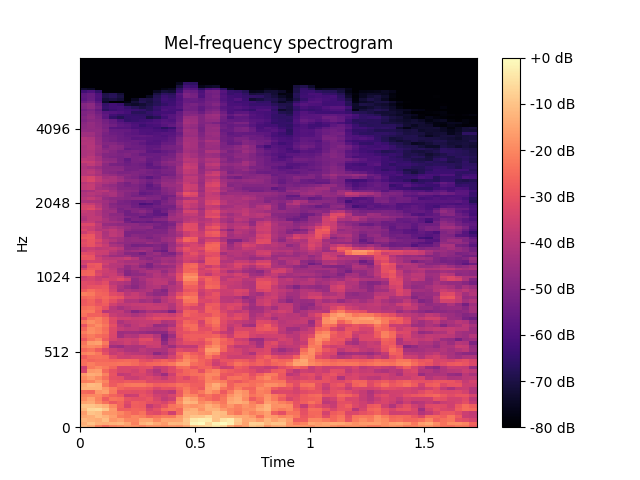 Mel-frequency spectrogram
+0 dB
4096
-10 dB
-20 dB
2048
-30 dB
Hz
-40 dB
1024
-50 dB
-60 dB
512
-70 dB
0
-80 dB
0 0.5 1 1.5
Time